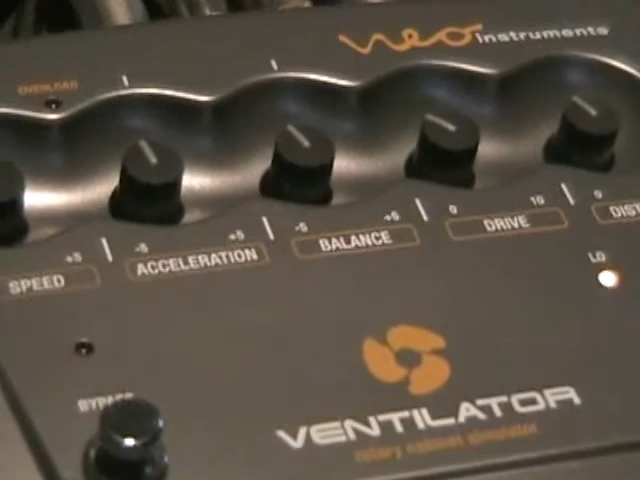 neo instruments
OVERLOAD
+5 -5 +5 -5 +5 0 10 0
SPEED ACCELERATION BALANCE DRIVE
LO
BYPASS
VENTILATOR
rotary cabinet simulator